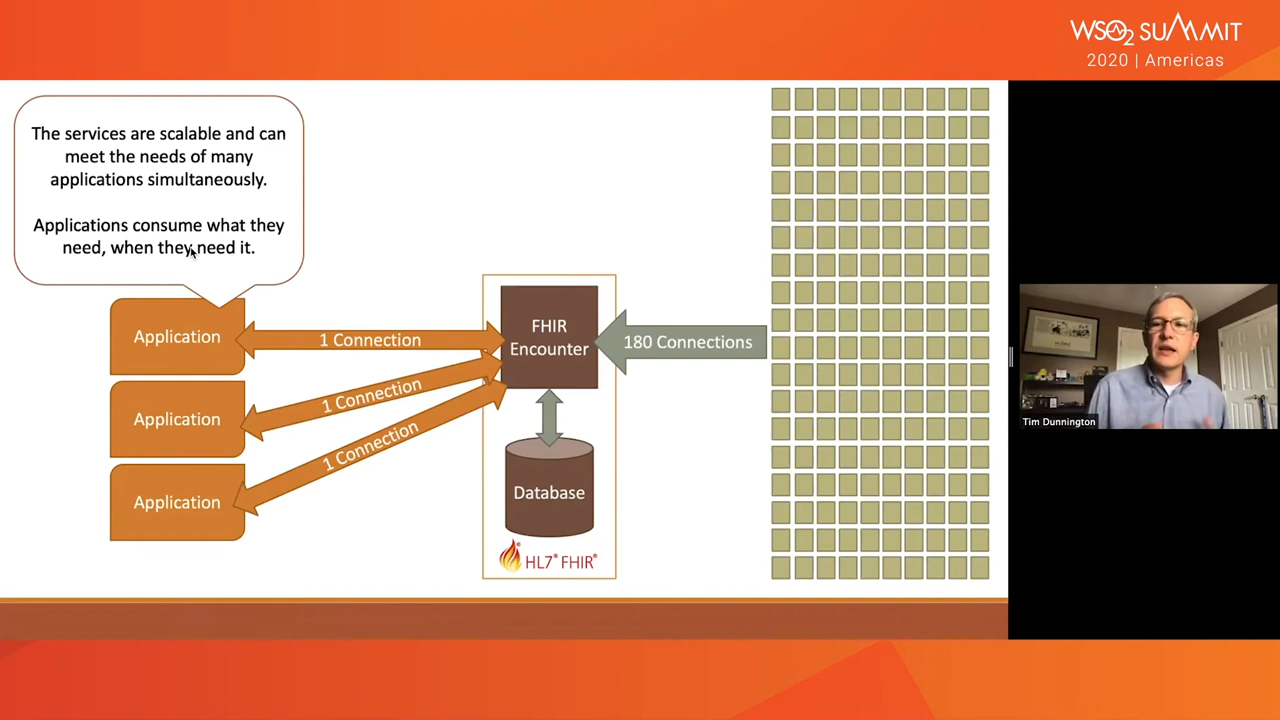 WSO2 SUMMIT
2020 | Americas
The services are scalable and can
meet the needs of many
applications simultaneously.
Applications consume what they
need, when they need it.
Application
1 Connection
FHIR
Encounter
180 Connections
Application
1 Connection
Application
1 Connection
Database
HL7® FHIR®
Tim Dunnington